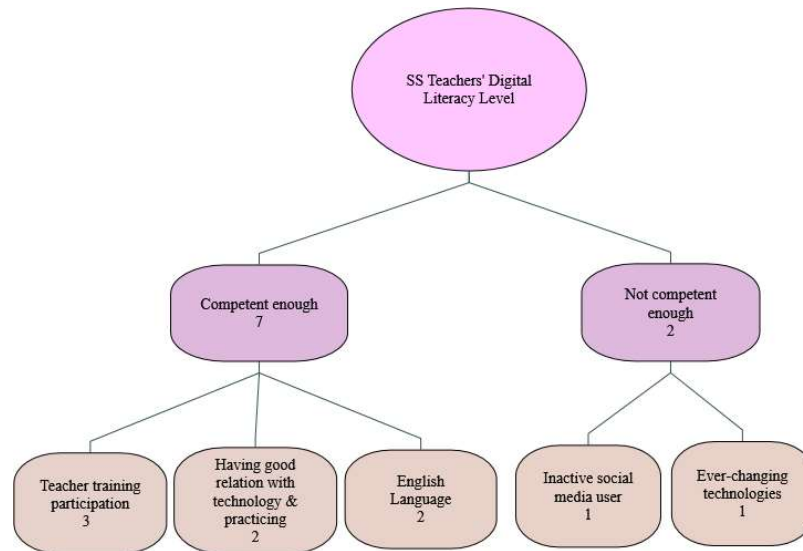 SS Teachers' Digital
Literacy Level
Competent enough
7
Not competent
enough
2
Teacher training
participation
3
Having good
relation with
technology &
practicing
2
English
Language
2
Inactive social
media user
1
Ever-changing
technologies
1